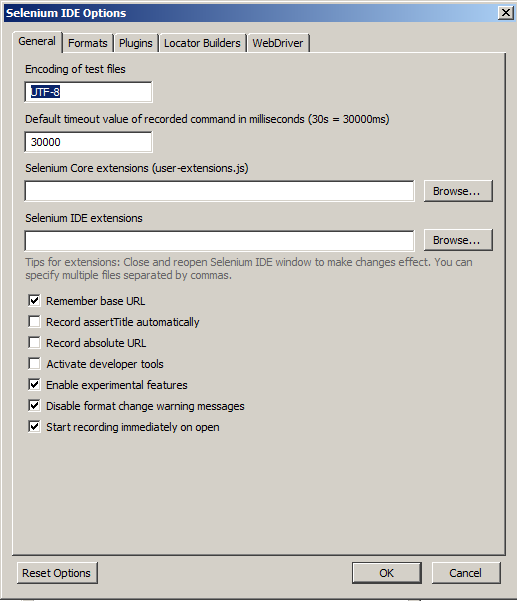 Selenium IDE Options
General Formats Plugins Locator Builders WebDriver
Encoding of test files
UTF-8
Default timeout value of recorded command in milliseconds (30s = 30000ms)
30000
Selenium Core extensions (user-extensions.js)
Browse...
Selenium IDE extensions
Browse...
Tips for extensions: Close and reopen Selenium IDE window to make changes effect. You can
specify multiple files separated by commas.
Remember base URL
Record assertTitle automatically
Record absolute URL
Activate developer tools
Enable experimental features
Disable format change warning messages
Start recording immediately on open
Reset Options OK Cancel